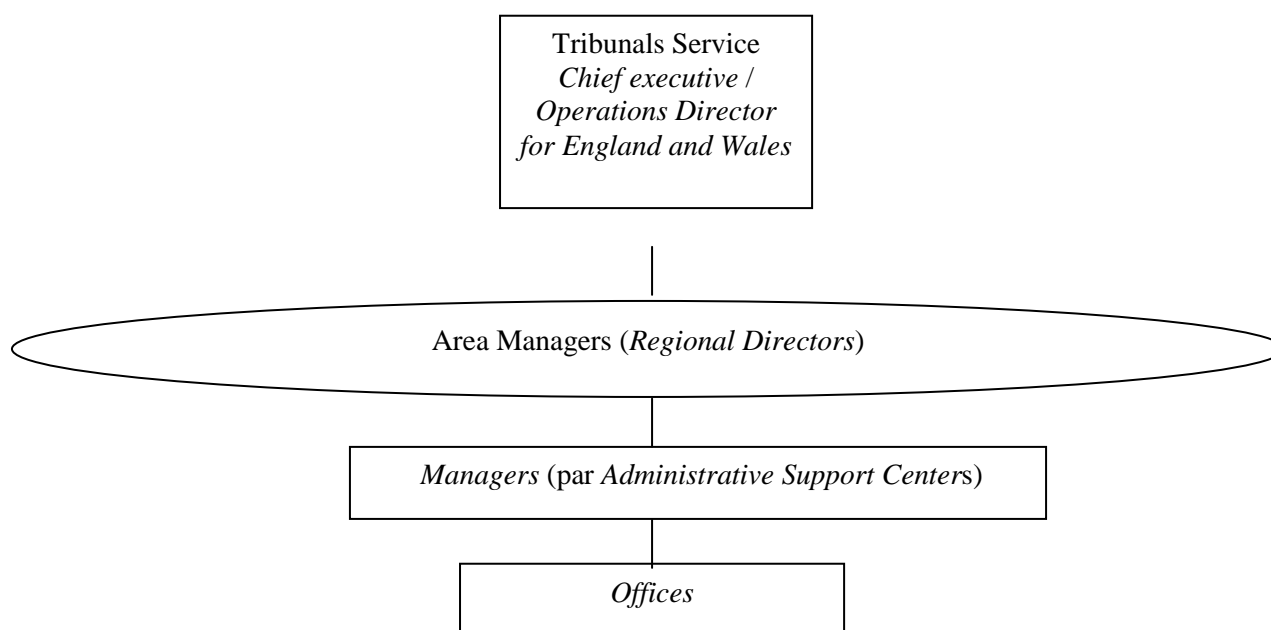 Tribunals Service
Chief executive /
Operations Director
for England and Wales
Area Managers (Regional Directors)
Managers (par Administrative Support Centers)
Offices